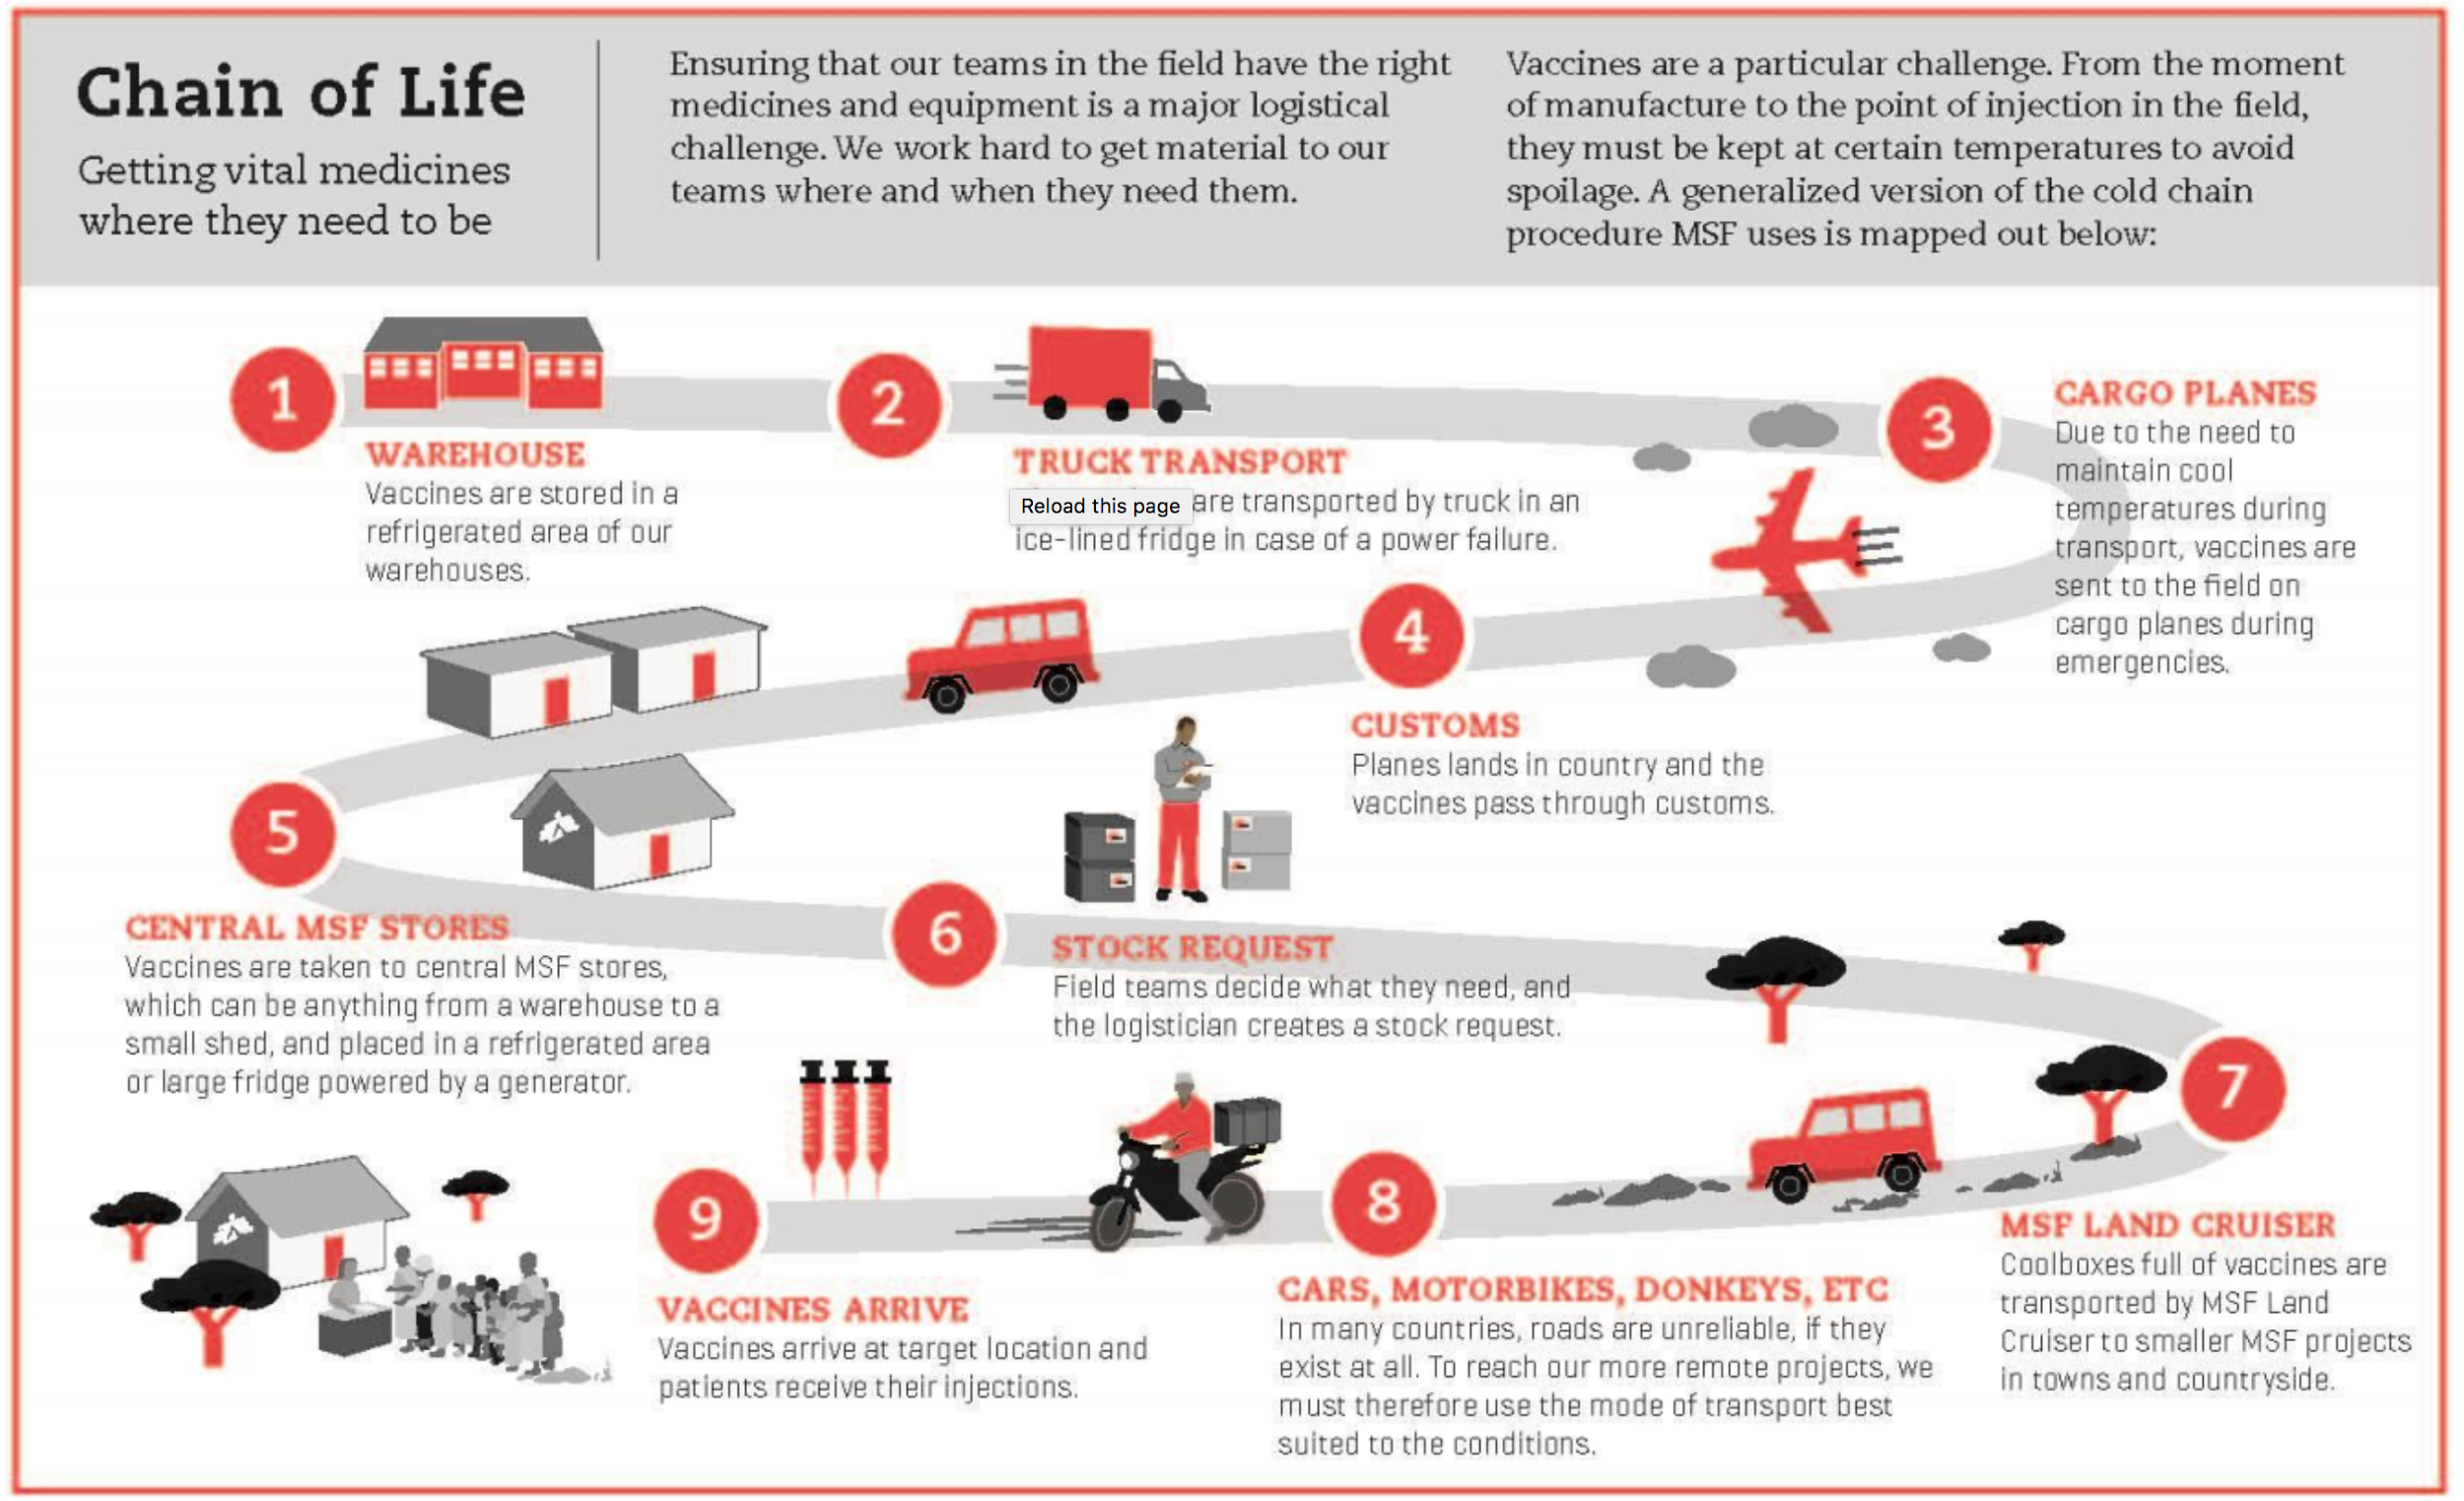 Chain of Life
Getting vital medicines
where they need to be
Ensuring that our teams in the field have the right
medicines and equipment is a major logistical
challenge. We work hard to get material to our
teams where and when they need them.
Vaccines are a particular challenge. From the moment
of manufacture to the point of injection in the field,
they must be kept at certain temperatures to avoid
spoilage. A generalized version of the cold chain
procedure MSF uses is mapped out below:
1
WAREHOUSE
Vaccines are stored in a
refrigerated area of our
warehouses.
2
TRUCK TRANSPORT
Reload this page
are transported by truck in an
ice-lined fridge in case of a power failure.
3
CARGO PLANES
Due to the need to
maintain cool
temperatures during
transport, vaccines are
sent to the field on
cargo planes during
emergencies.
4
CUSTOMS
Planes lands in country and the
vaccines pass through customs.
5
CENTRAL MSF STORES
Vaccines are taken to central MSF stores,
which can be anything from a warehouse to a
small shed, and placed in a refrigerated area
or large fridge powered by a generator.
6
STOCK REQUEST
Field teams decide what they need, and
the logistician creates a stock request.
7
MSF LAND CRUISER
Coolboxes full of vaccines are
transported by MSF Land
Cruiser to smaller MSF projects
in towns and countryside.
8
CARS, MOTORBIKES, DONKEYS, ETC
In many countries, roads are unreliable, if they
exist at all. To reach our more remote projects, we
must therefore use the mode of transport best
suited to the conditions.
9
VACCINES ARRIVE
Vaccines arrive at target location and
patients receive their injections.